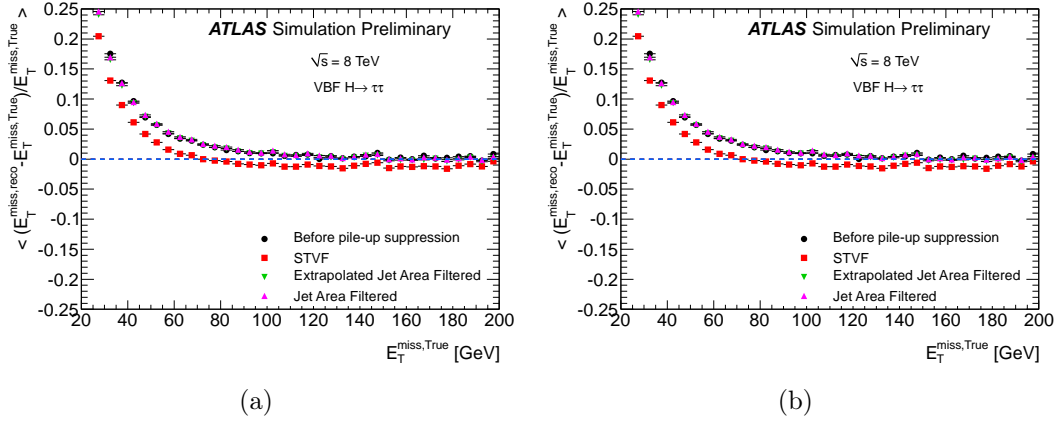 < (E_T^miss,reco -E_T^miss,True)/E_T^miss,True >
0.25
0.2
0.15
0.1
0.05
0
-0.05
-0.1
-0.15
-0.2
-0.25
ATLAS Simulation Preliminary
√s = 8 TeV
VBF H→ ττ
Before pile-up suppression
STVF
Extrapolated Jet Area Filtered
Jet Area Filtered
20 40 60 80 100 120 140 160 180 200
E_T^miss,True [GeV]
(a)
< (E_T^miss,reco -E_T^miss,True)/E_T^miss,True >
0.25
0.2
0.15
0.1
0.05
0
-0.05
-0.1
-0.15
-0.2
-0.25
ATLAS Simulation Preliminary
√s = 8 TeV
VBF H→ ττ
Before pile-up suppression
STVF
Extrapolated Jet Area Filtered
Jet Area Filtered
20 40 60 80 100 120 140 160 180 200
E_T^miss,True [GeV]
(b)